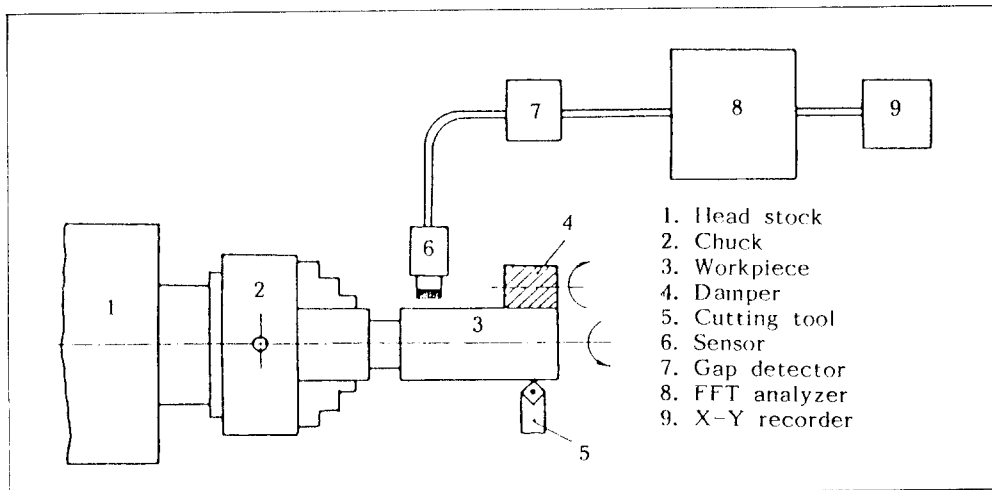 7
8
9
6
4
1
2
3
5
1. Head stock
2. Chuck
3. Workpiece
4. Damper
5. Cutting tool
6. Sensor
7. Gap detector
8. FFT analyzer
9. X-Y recorder